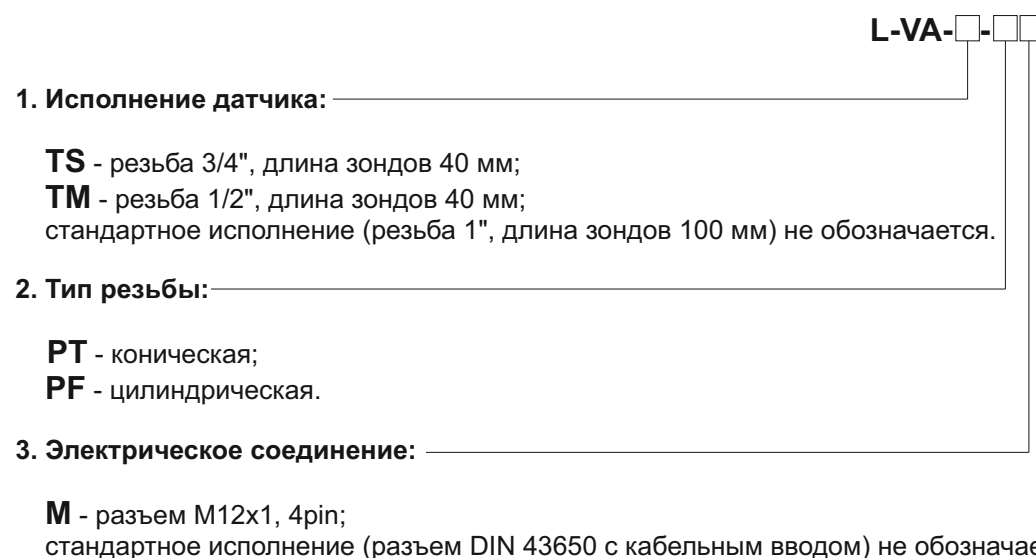 L-VA-□-□□
1. Исполнение датчика:
TS - резьба 3/4", длина зондов 40 мм;
TM - резьба 1/2", длина зондов 40 мм;
стандартное исполнение (резьба 1", длина зондов 100 мм) не обозначается.
2. Тип резьбы:
PT - коническая;
PF - цилиндрическая.
3. Электрическое соединение:
M - разъем M12x1, 4pin;
стандартное исполнение (разъем DIN 43650 с кабельным вводом) не обознача